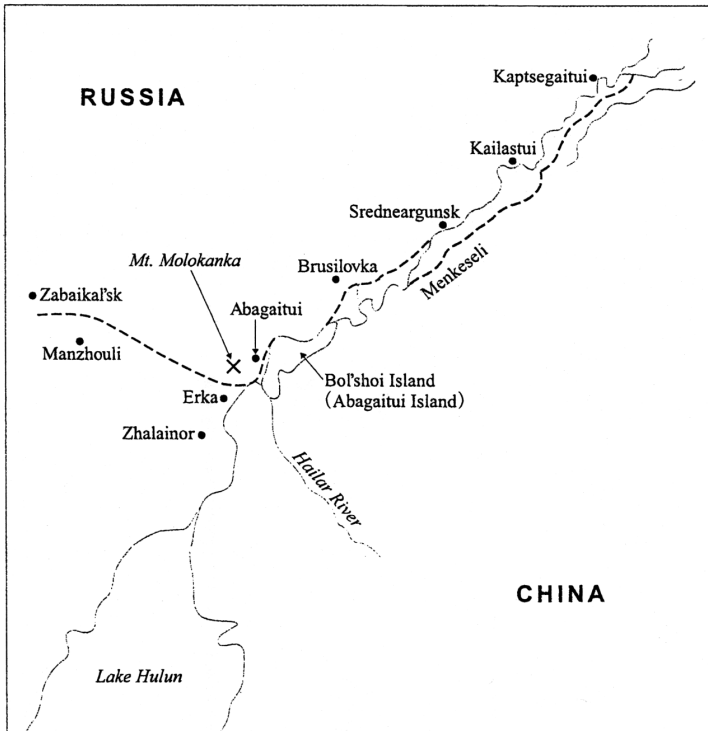 Kaptsegaitui
RUSSIA
Kailastui
Sredneargunsk
Mt. Molokanka
Brusilovka
Menkeseli
Zabaikal'sk
Abagaitui
Manzhouli
Bol'shoi Island
(Abagaitui Island)
Erka
Zhalainor
Hailar River
CHINA
Lake Hulun